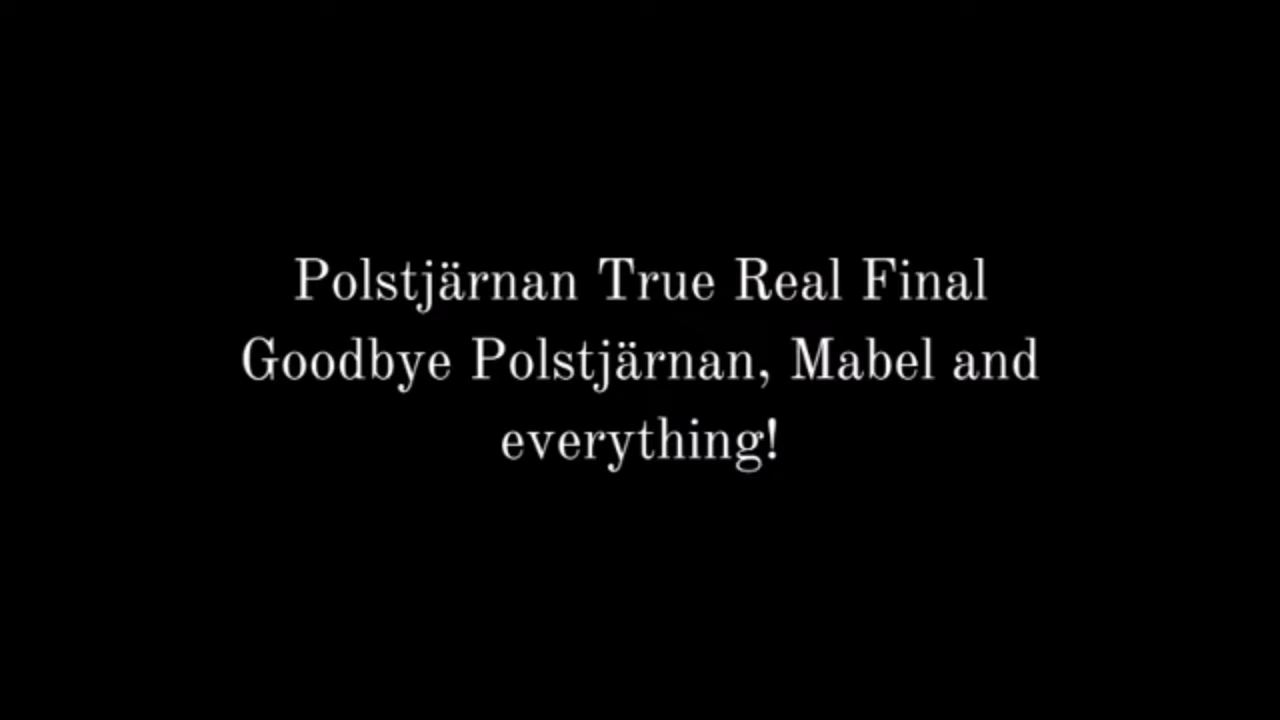 Polstjärnan True Real Final
Goodbye Polstjärnan, Mabel and
everything!